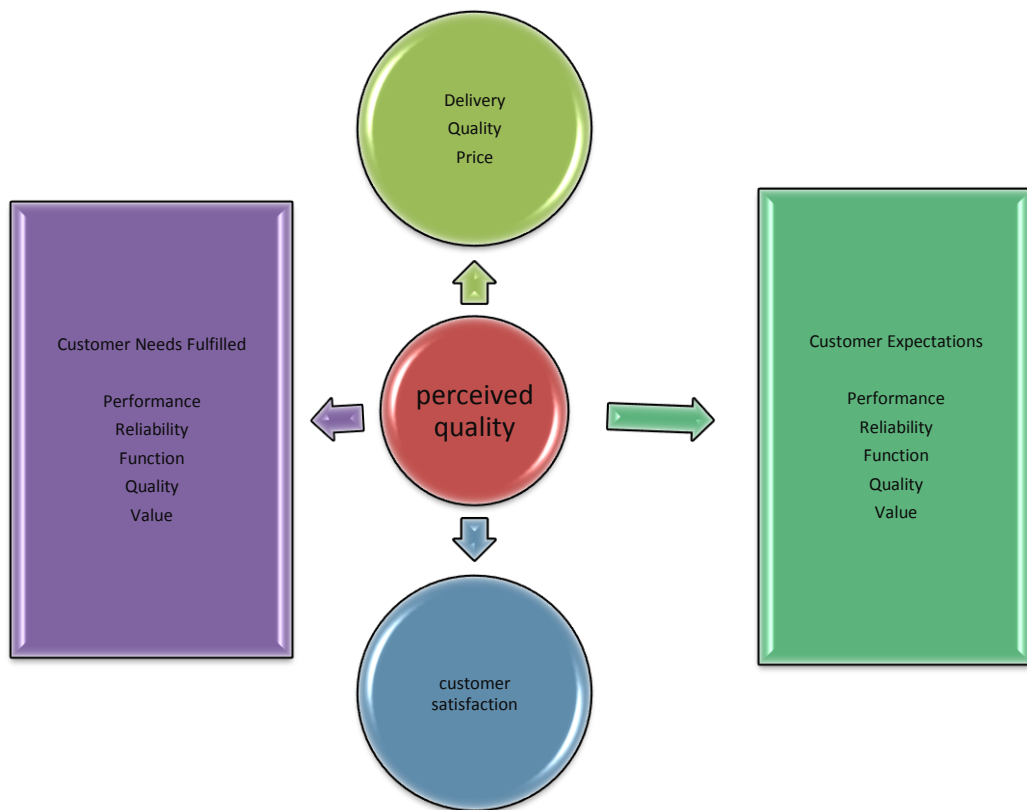 Delivery
Quality
Price
Customer Needs Fulfilled
Performance
Reliability
Function
Quality
Value
perceived
quality
Customer Expectations
Performance
Reliability
Function
Quality
Value
customer
satisfaction